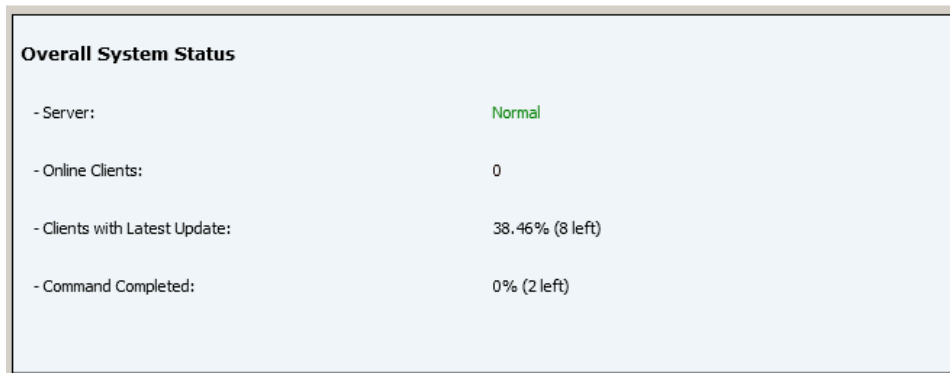 Overall System Status
- Server: Normal
- Online Clients: 0
- Clients with Latest Update: 38.46% (8 left)
- Command Completed: 0% (2 left)